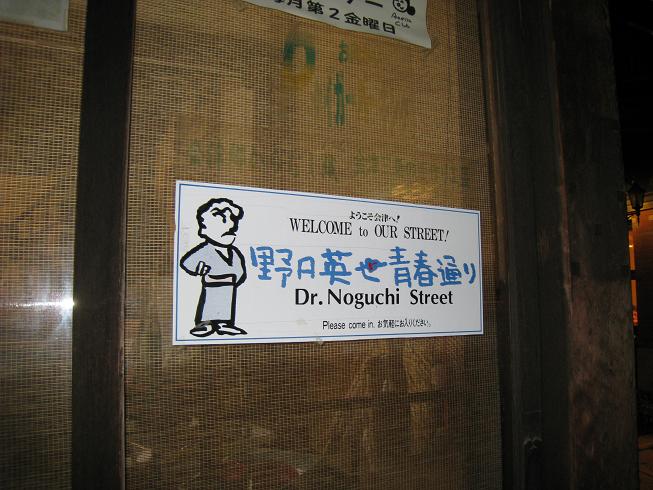 月第2金曜日
ようこそ会津へ!
WELCOME to OUR STREET!
野口英世青春通り
Dr. Noguchi Street
Please come in. お気軽にお入りください。